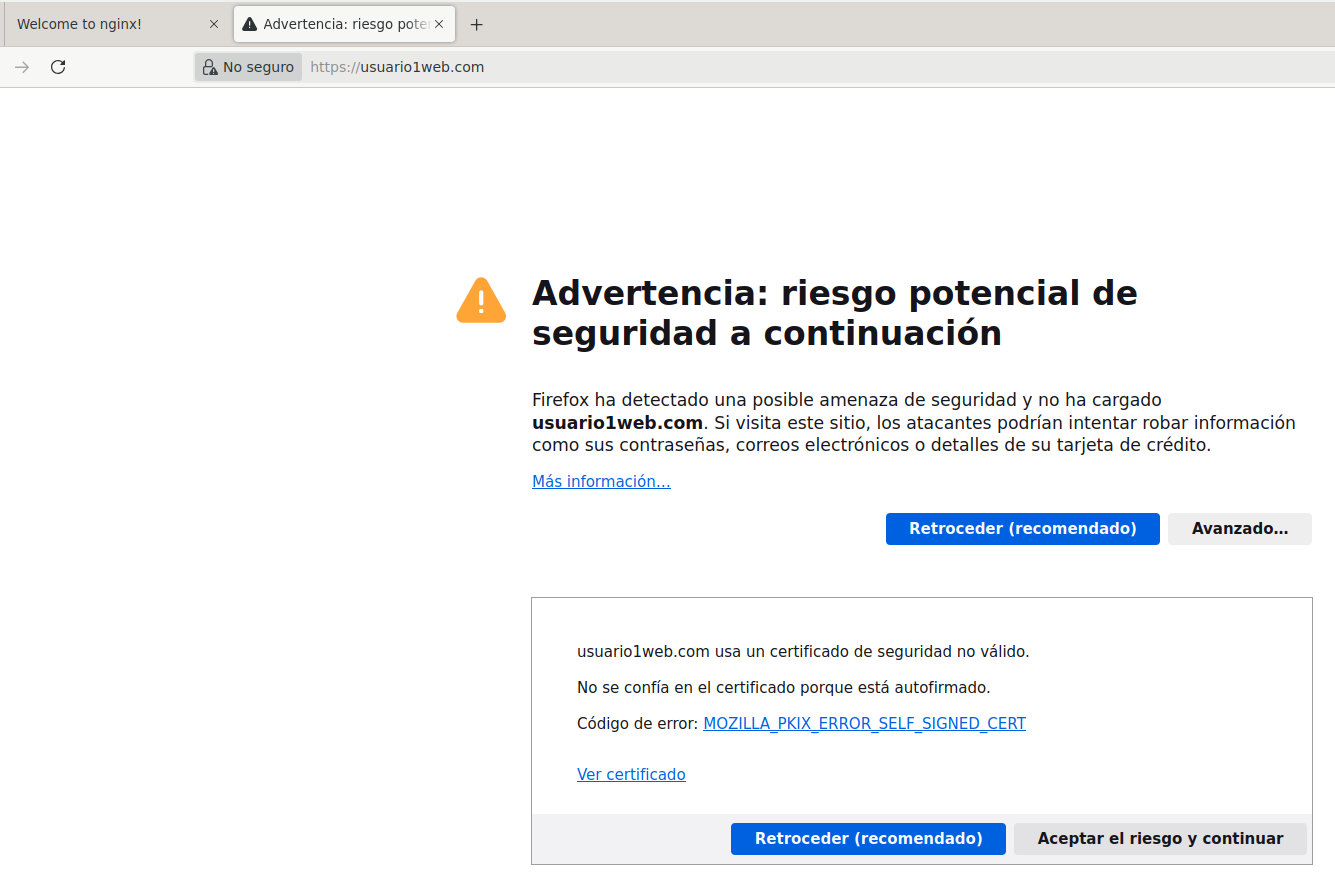 Welcome to nginx!
Advertencia: riesgo pote
No seguro https://usuario1web.com
Advertencia: riesgo potencial de
seguridad a continuación
Firefox ha detectado una posible amenaza de seguridad y no ha cargado
usuario1web.com. Si visita este sitio, los atacantes podrían intentar robar información
como sus contraseñas, correos electrónicos o detalles de su tarjeta de crédito.
Más información...
Retroceder (recomendado) Avanzado...
usuario1web.com usa un certificado de seguridad no válido.
No se confía en el certificado porque está autofirmado.
Código de error: MOZILLA_PKIX_ERROR_SELF_SIGNED_CERT
Ver certificado
Retroceder (recomendado) Aceptar el riesgo y continuar